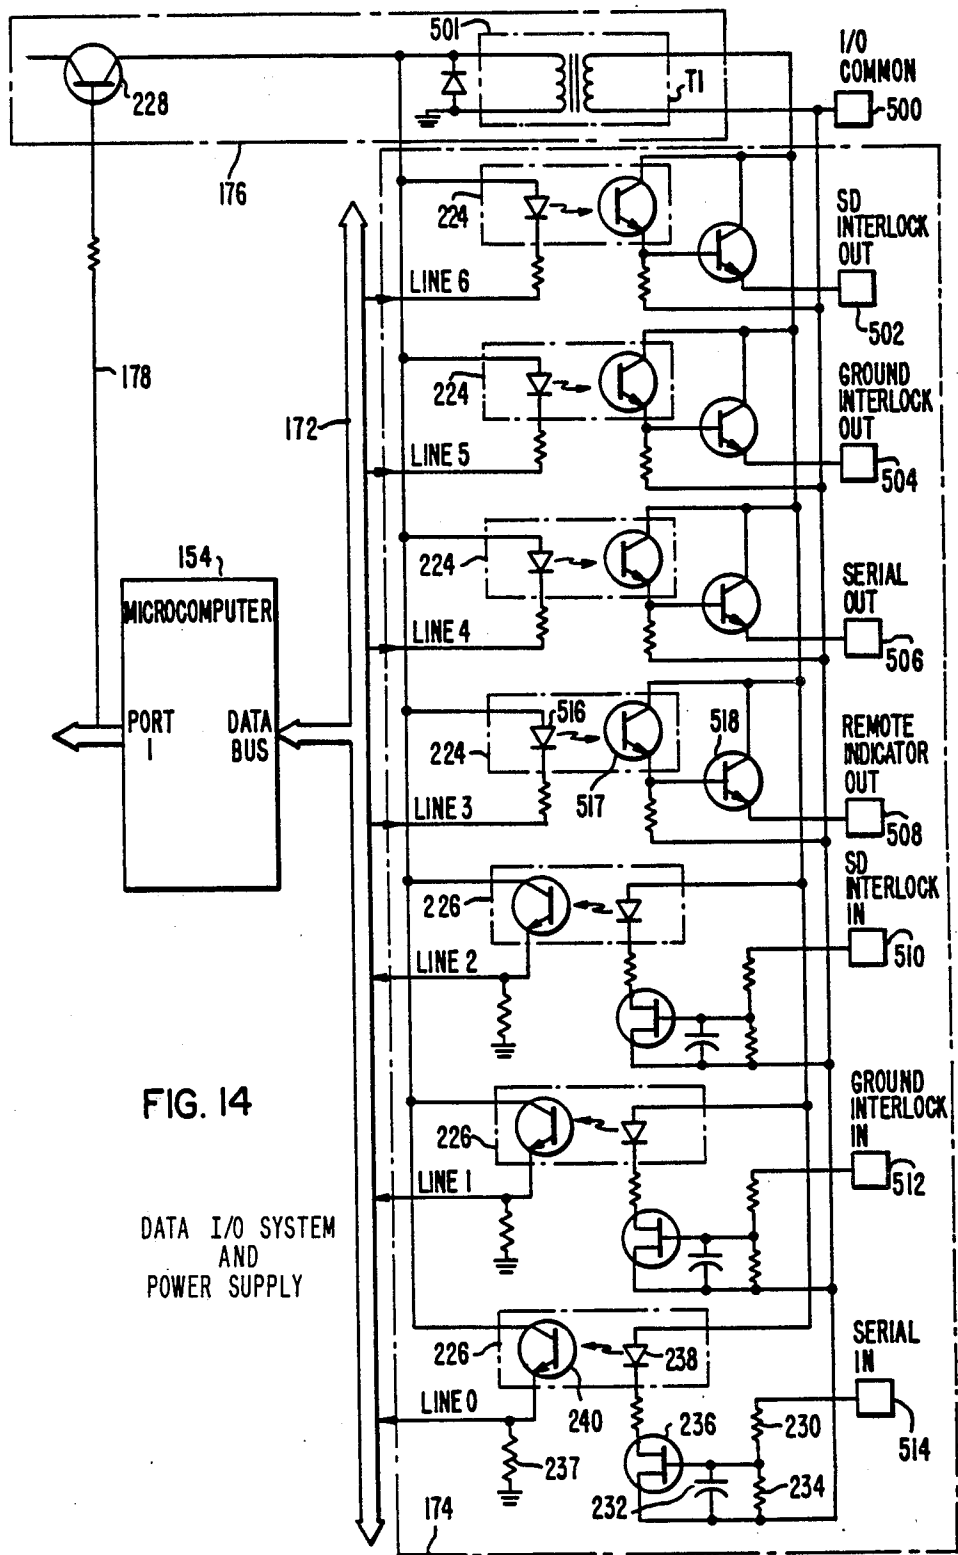 501
I/O
COMMON
228
T1
500
176
224
SD
INTERLOCK
OUT
LINE 6
502
178
224
GROUND
INTERLOCK
OUT
172
LINE 5
504
154
MICROCOMPUTER
224
SERIAL
OUT
LINE 4
506
PORT
1
DATA
BUS
516
224
517
518
REMOTE
INDICATOR
OUT
LINE 3
508
226
SD
INTERLOCK
IN
LINE 2
510
FIG. 14
226
GROUND
INTERLOCK
IN
LINE 1
512
DATA I/O SYSTEM
AND
POWER SUPPLY
226
238
SERIAL
IN
LINE 0
240
236
230
514
237
232
234
174